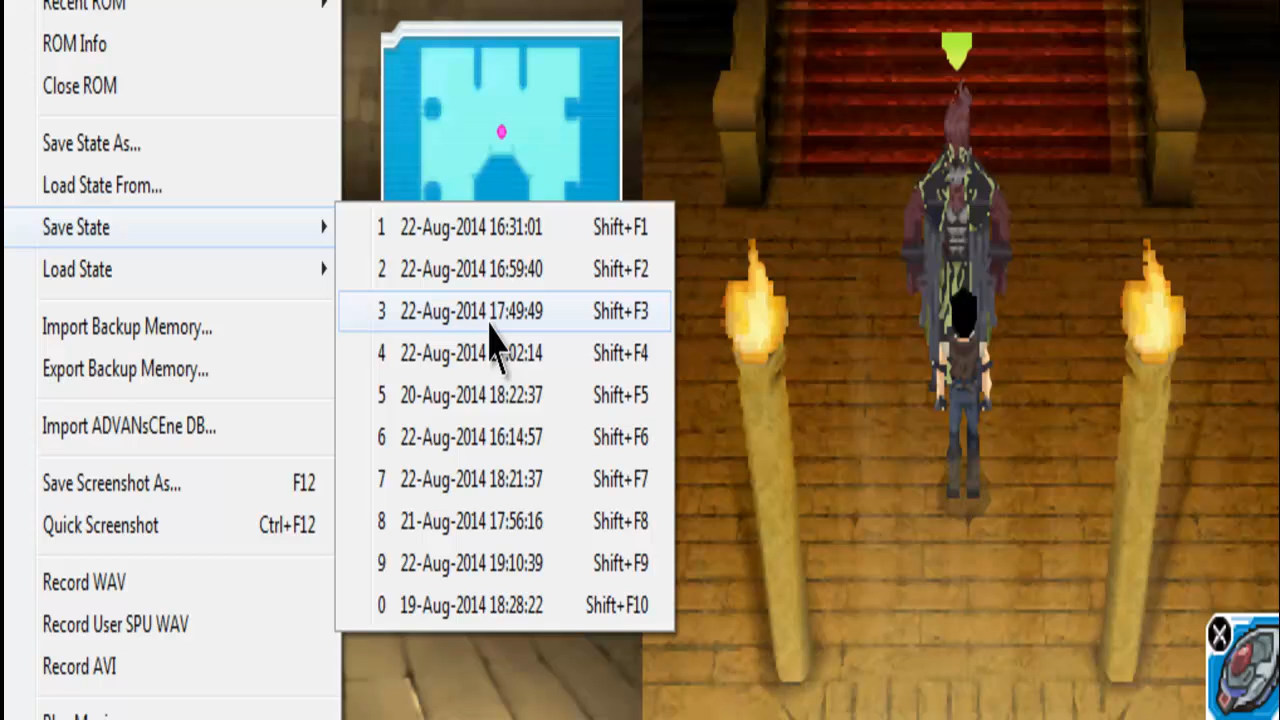 Recent ROM
ROM Info
Close ROM
Save State As...
Load State From...
Save State
Load State
Import Backup Memory...
Export Backup Memory...
Import ADVANsCEne DB...
Save Screenshot As... F12
Quick Screenshot Ctrl+F12
Record WAV
Record User SPU WAV
Record AVI
1 22-Aug-2014 16:31:01 Shift+F1
2 22-Aug-2014 16:59:40 Shift+F2
3 22-Aug-2014 17:49:49 Shift+F3
4 22-Aug-2014 :02:14 Shift+F4
5 20-Aug-2014 18:22:37 Shift+F5
6 22-Aug-2014 16:14:57 Shift+F6
7 22-Aug-2014 18:21:37 Shift+F7
8 21-Aug-2014 17:56:16 Shift+F8
9 22-Aug-2014 19:10:39 Shift+F9
0 19-Aug-2014 18:28:22 Shift+F10
X